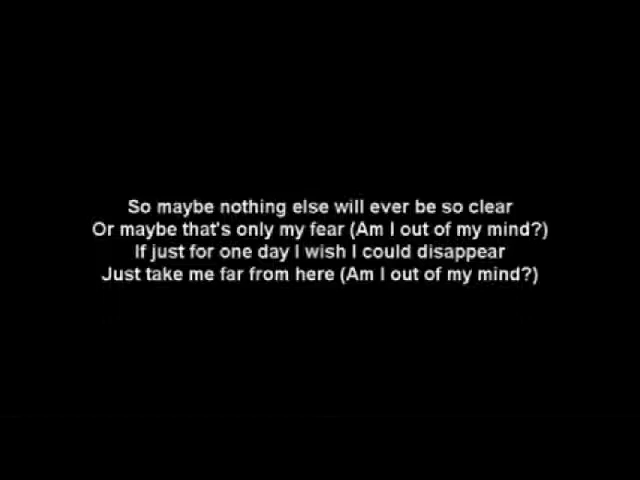 So maybe nothing else will ever be so clear
Or maybe that's only my fear (Am I out of my mind?)
If just for one day I wish I could disappear
Just take me far from here (Am I out of my mind?)